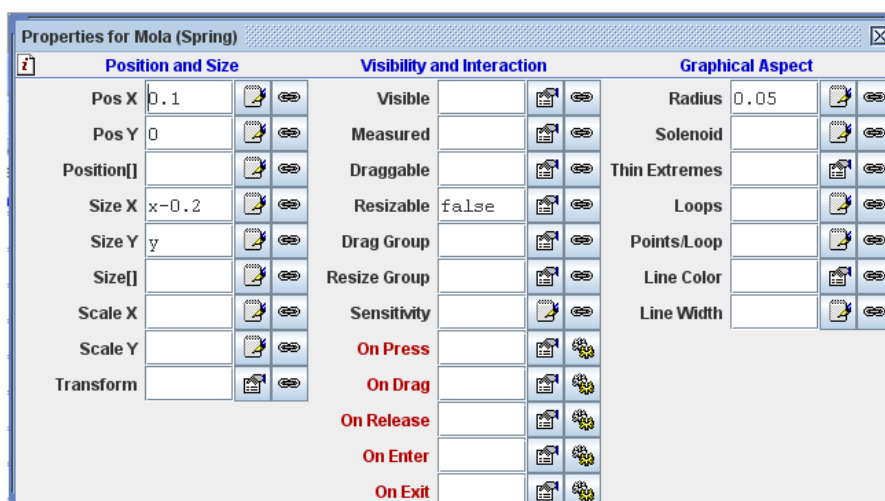 Properties for Mola (Spring)
Position and Size Visibility and Interaction Graphical Aspect
Pos X 0.1 Visible Radius 0.05
Pos Y 0 Measured Solenoid
Position[] Draggable Thin Extremes
Size X x-0.2 Resizable false Loops
Size Y y Drag Group Points/Loop
Size[] Resize Group Line Color
Scale X Sensitivity Line Width
Scale Y On Press
Transform On Drag
On Release
On Enter
On Exit